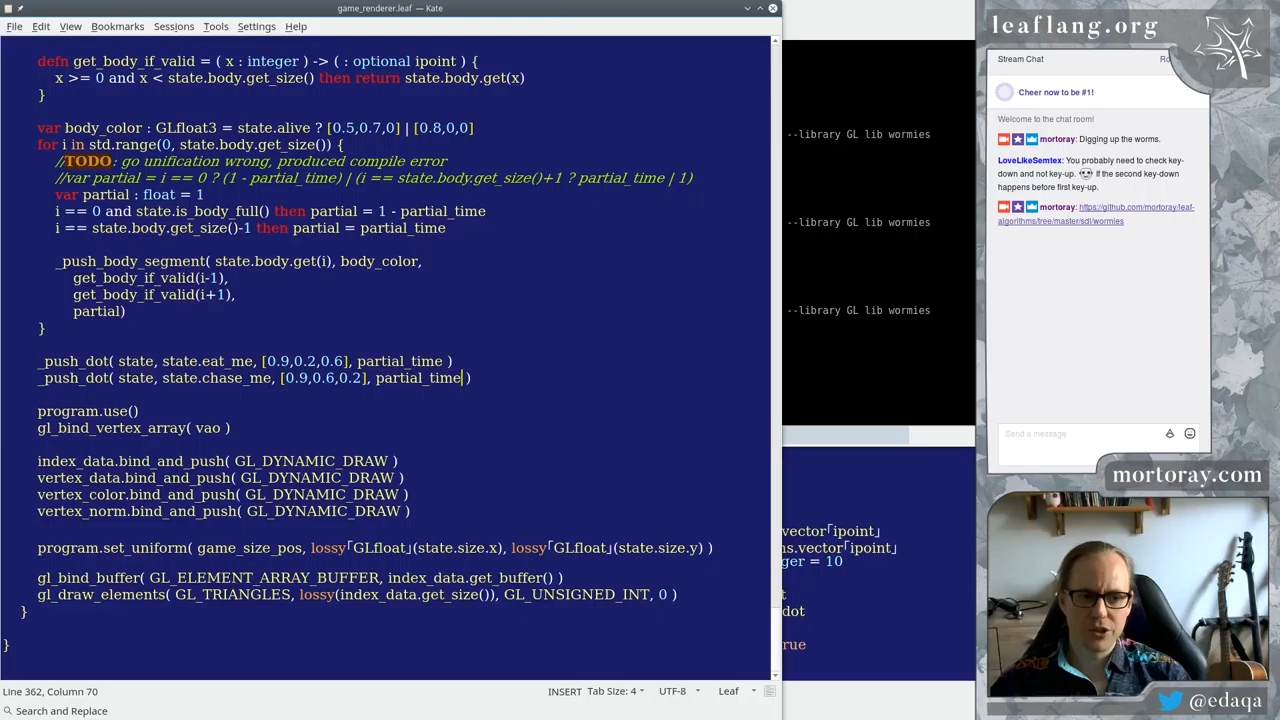 game_renderer.leaf — Kate
File Edit View Bookmarks Sessions Tools Settings Help
defn get_body_if_valid = ( x : integer ) -> ( : optional ipoint ) {
x >= 0 and x < state.body.get_size() then return state.body.get(x)
}
var body_color : GLfloat3 = state.alive ? [0.5,0.7,0] | [0.8,0,0]
for i in std.range(0, state.body.get_size()) {
//TODO: go unification wrong, produced compile error
//var partial = i == 0 ? (1 - partial_time) | (i == state.body.get_size()+1 ? partial_time | 1)
var partial : float = 1
i == 0 and state.is_body_full() then partial = 1 - partial_time
i == state.body.get_size()-1 then partial = partial_time
_push_body_segment( state.body.get(i), body_color,
get_body_if_valid(i-1),
get_body_if_valid(i+1),
partial)
}
_push_dot( state, state.eat_me, [0.9,0.2,0.6], partial_time )
_push_dot( state, state.chase_me, [0.9,0.6,0.2], partial_time )
program.use()
gl_bind_vertex_array( vao )
index_data.bind_and_push( GL_DYNAMIC_DRAW )
vertex_data.bind_and_push( GL_DYNAMIC_DRAW )
vertex_color.bind_and_push( GL_DYNAMIC_DRAW )
vertex_norm.bind_and_push( GL_DYNAMIC_DRAW )
program.set_uniform( game_size_pos, lossy「GLfloat」(state.size.x), lossy「GLfloat」(state.size.y) )
gl_bind_buffer( GL_ELEMENT_ARRAY_BUFFER, index_data.get_buffer() )
gl_draw_elements( GL_TRIANGLES, lossy(index_data.get_size()), GL_UNSIGNED_INT, 0 )
}
}
Line 362, Column 70
INSERT Tab Size: 4 UTF-8 Leaf
Search and Replace
--library GL lib wormies
--library GL lib wormies
--library GL lib wormies
.vector「ipoint」
ns.vector「ipoint」
ger = 10
dot
rue
leaflang.org
Stream Chat
Cheer now to be #1!
Welcome to the chat room!
mortoray: Digging up the worms.
LoveLikeSemtex: You probably need to check key-
down and not key-up. If the second key-down
happens before first key-up.
mortoray: https://github.com/mortoray/leaf-
algorithms/tree/master/sdl/wormies
Send a message
mortoray.com
@edaqa